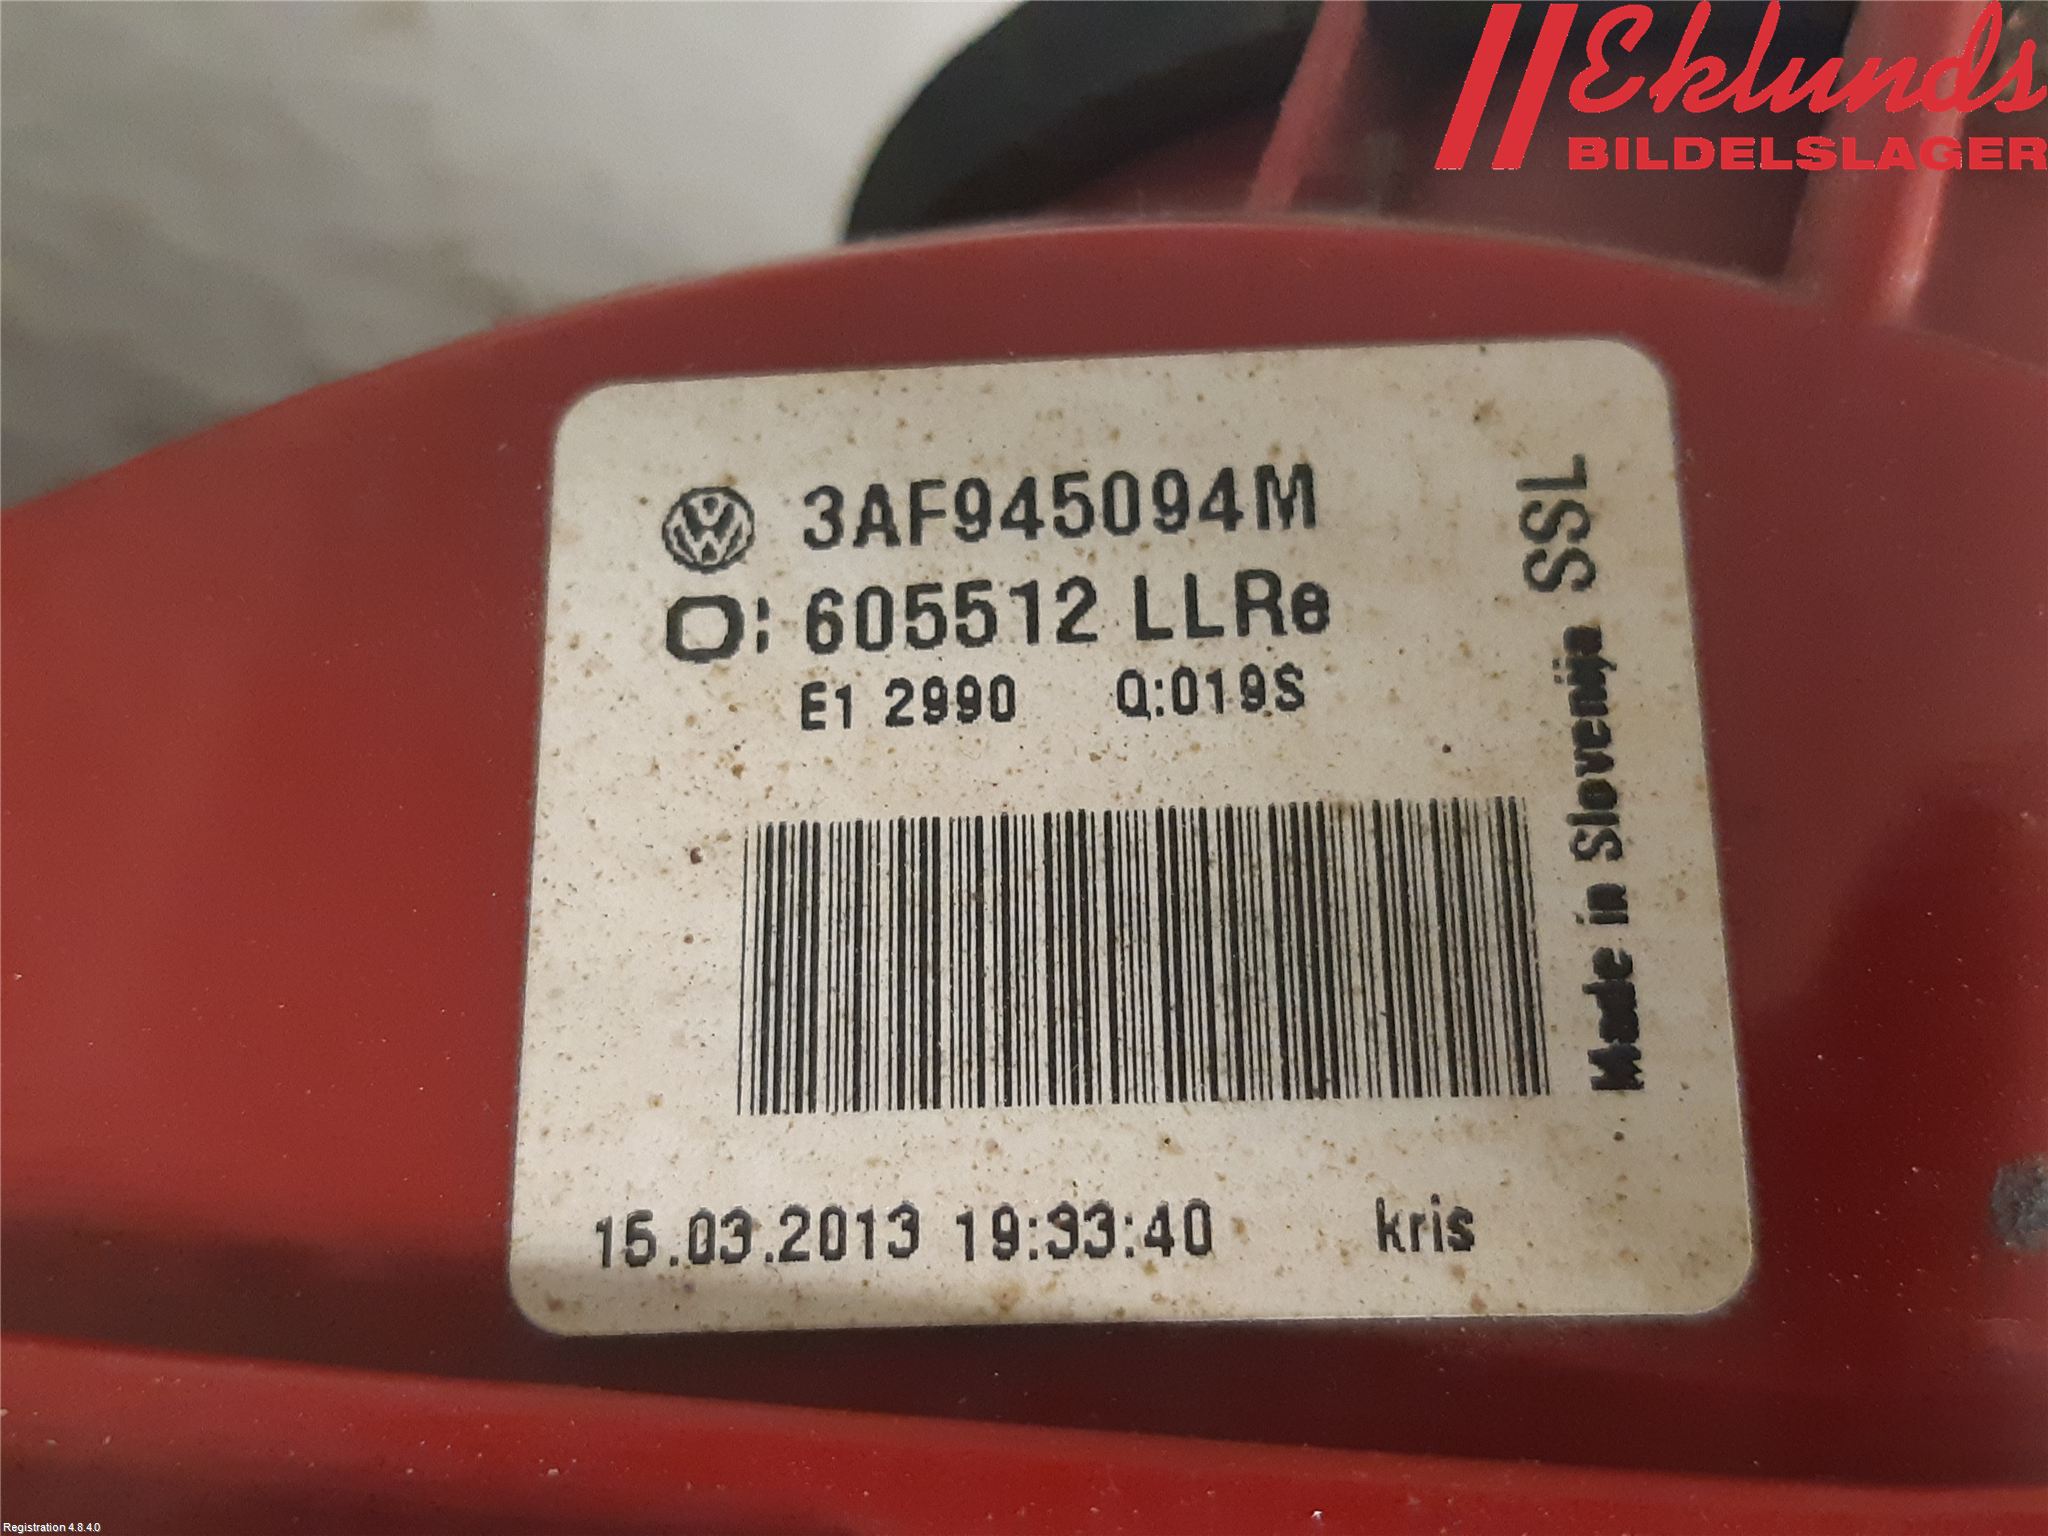 Eklunds
BILDELSLAGER
3AF945094M
O: 605512 LLRe
E1 2990 Q:019S
SSL
Made in Slovenija
15.03.2013 19:33:40 kris
Registration 4.8.4.0